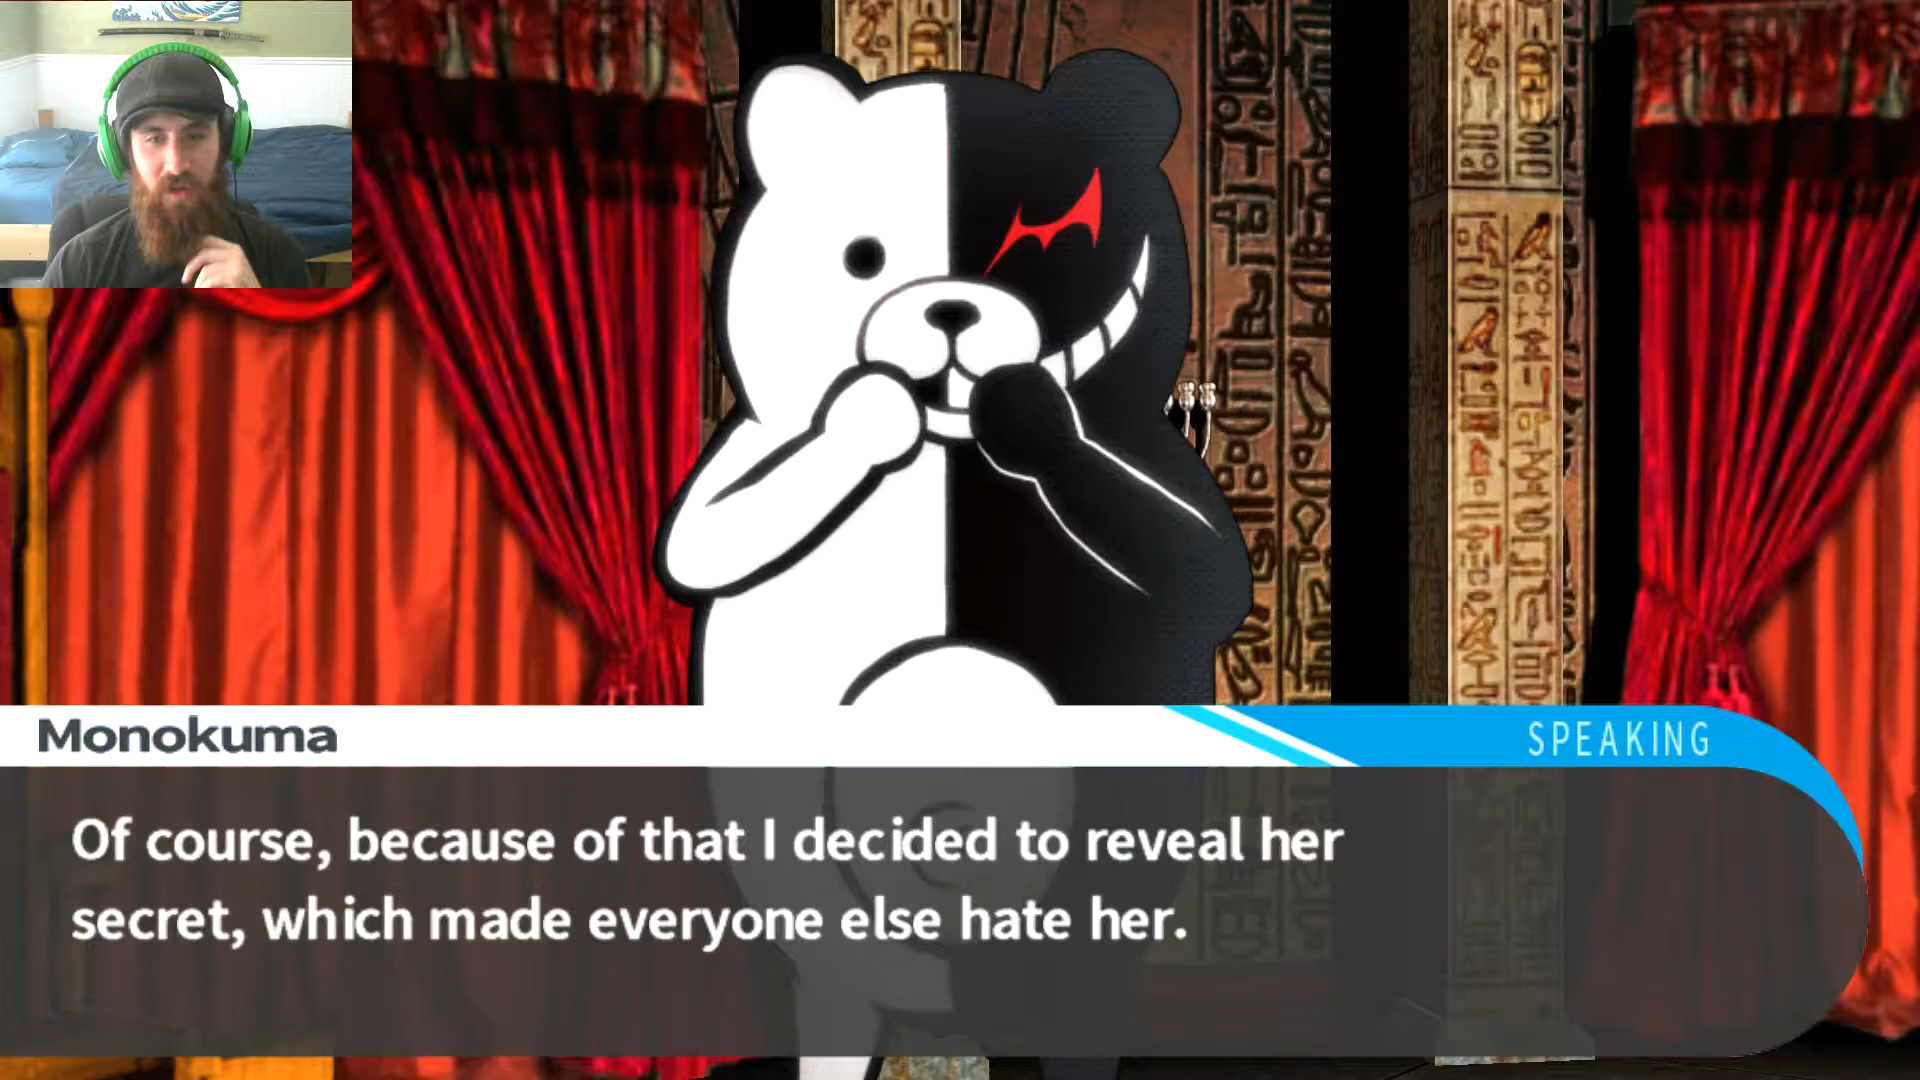 Monokuma
SPEAKING
Of course, because of that I decided to reveal her
secret, which made everyone else hate her.